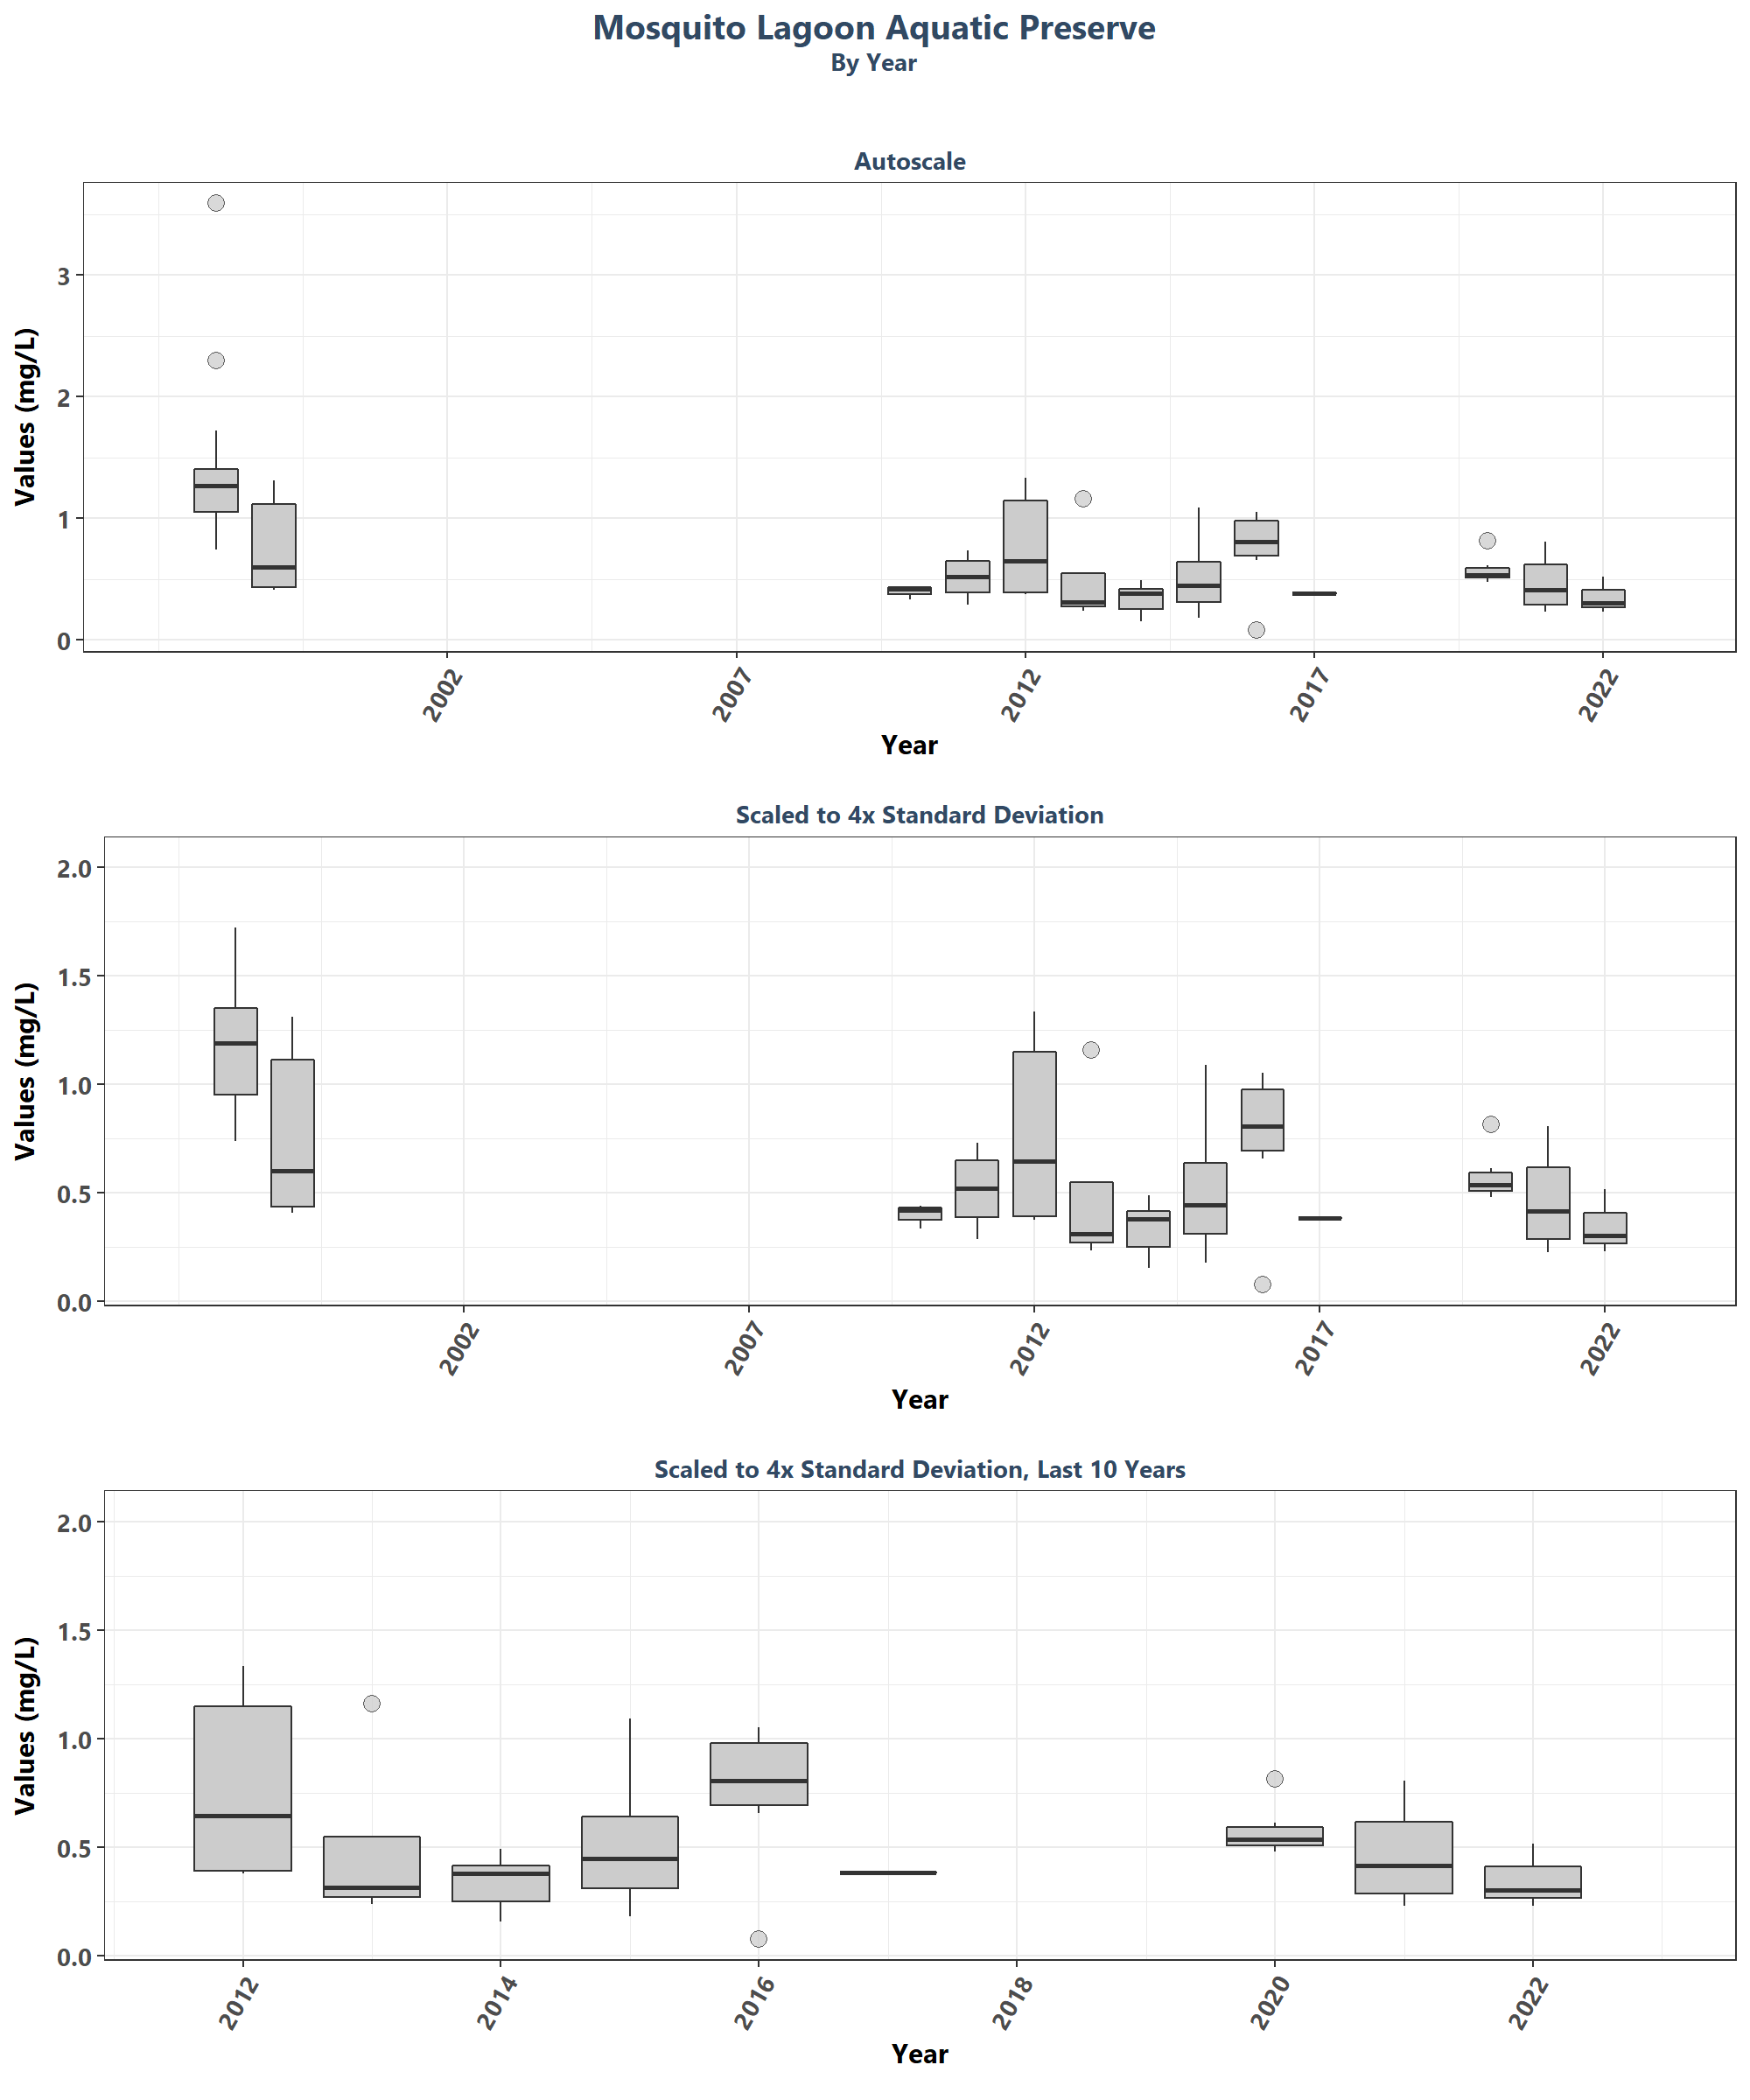 Mosquito Lagoon Aquatic Preserve
By Year
Autoscale
Values (mg/L)
3
2
1
0
2002 2007 2012 2017 2022
Year
Scaled to 4x Standard Deviation
Values (mg/L)
2.0
1.5
1.0
0.5
0.0
2002 2007 2012 2017 2022
Year
Scaled to 4x Standard Deviation, Last 10 Years
Values (mg/L)
2.0
1.5
1.0
0.5
0.0
2012 2014 2016 2018 2020 2022
Year